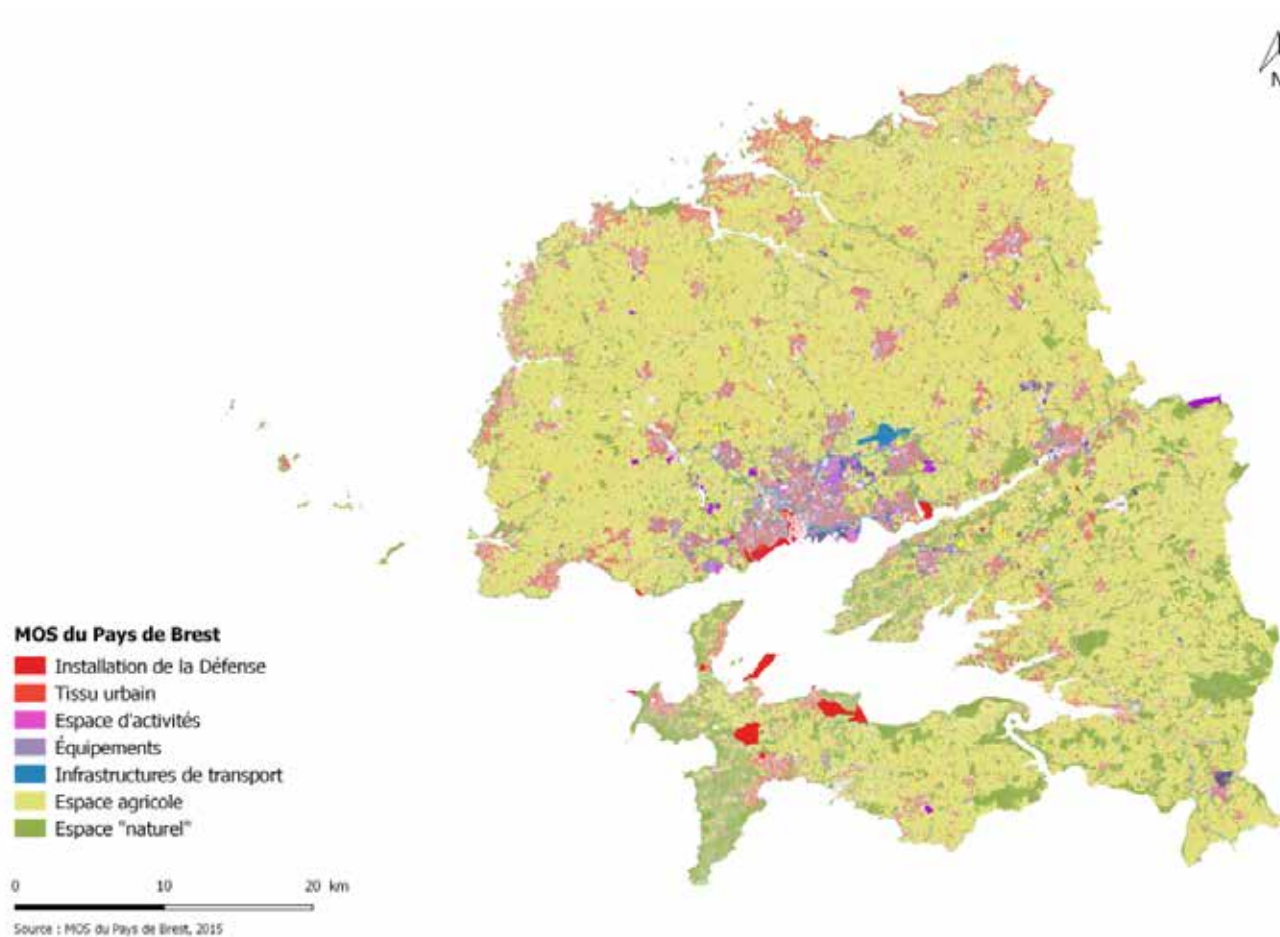 N
MOS du Pays de Brest
Installation de la Défense
Tissu urbain
Espace d'activités
Équipements
Infrastructures de transport
Espace agricole
Espace "naturel"
0 10 20 km
Source : MOS du Pays de Brest, 2015